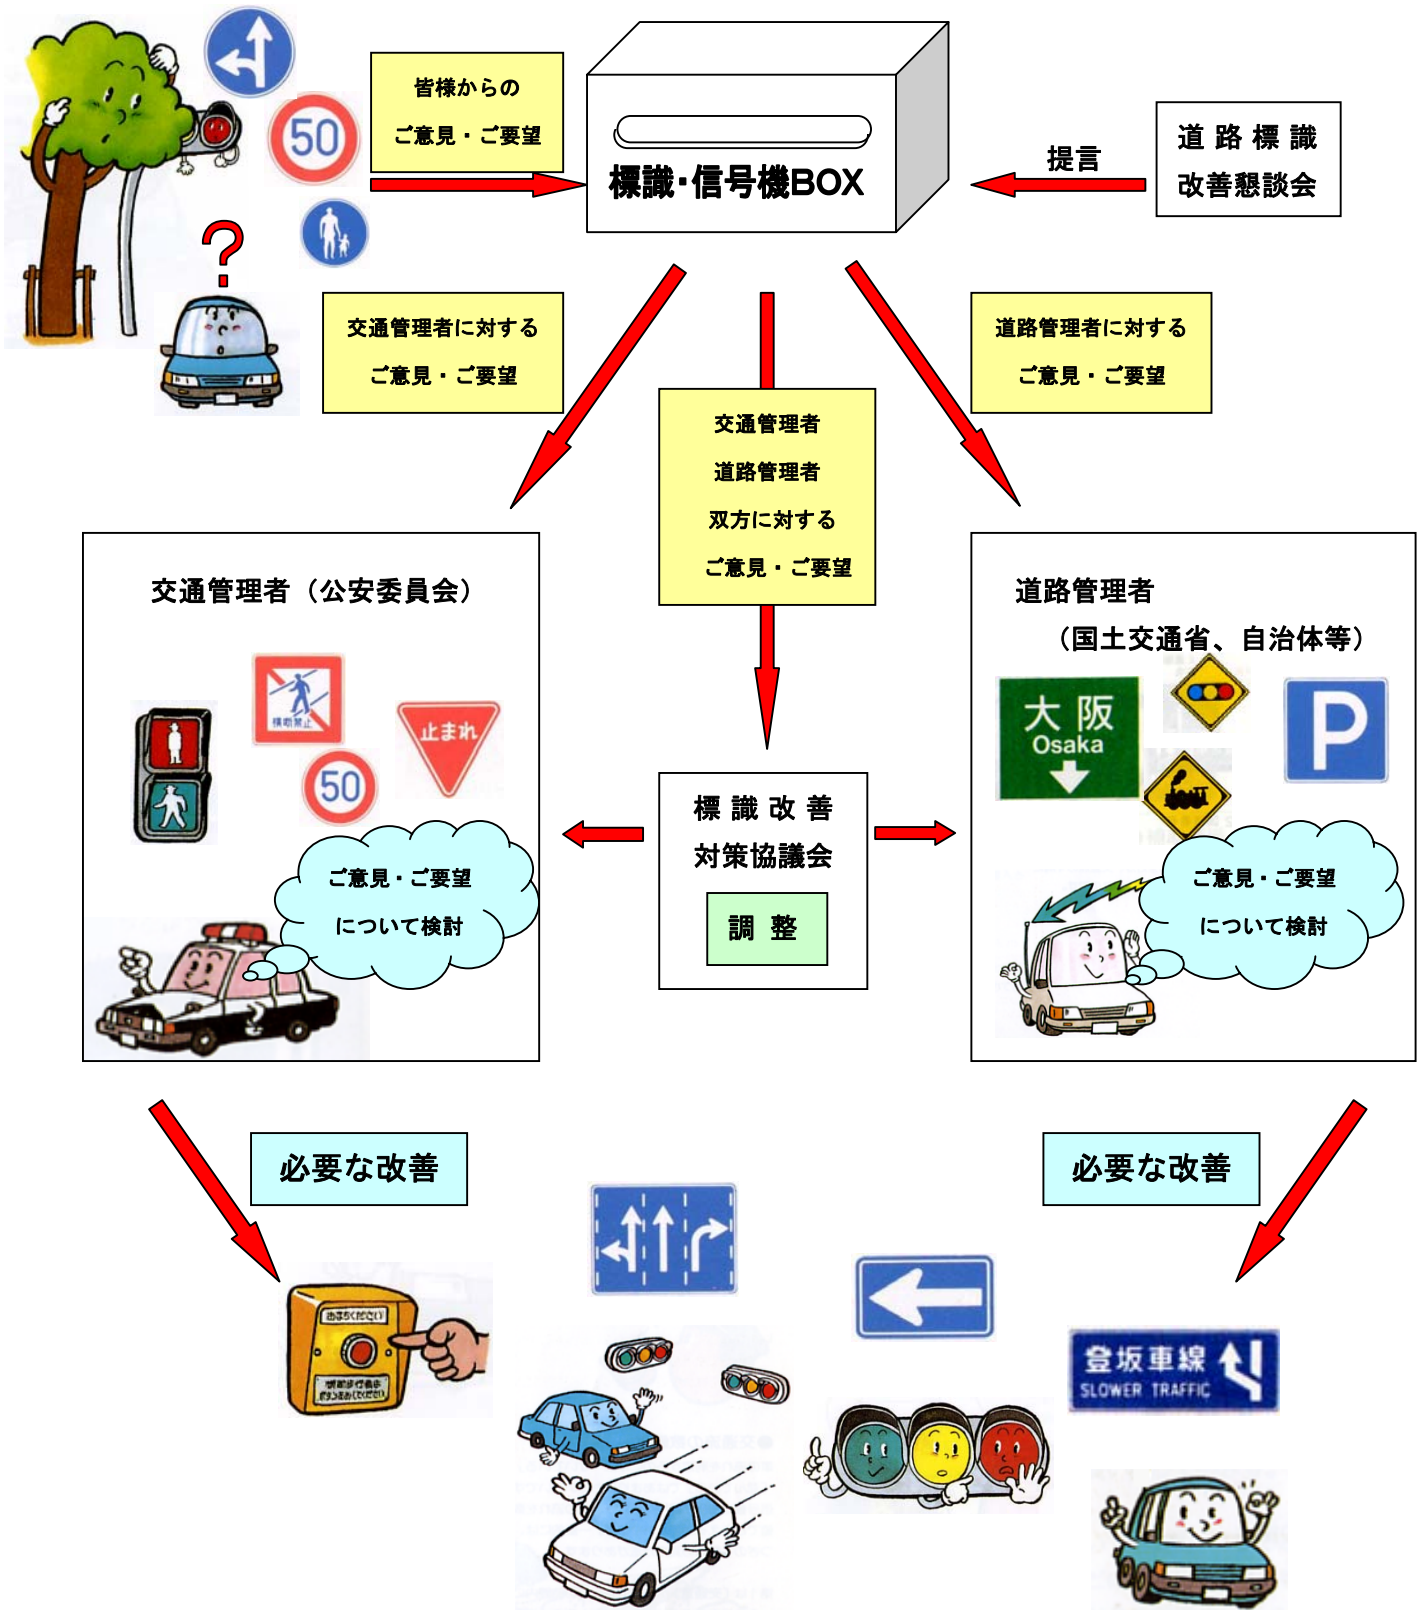 皆様からの
ご意見・ご要望
標識・信号機BOX
提言
道路標識
改善懇談会
50
?
交通管理者に対する
ご意見・ご要望
道路管理者に対する
ご意見・ご要望
交通管理者
道路管理者
双方に対する
ご意見・ご要望
交通管理者（公安委員会）
横断禁止
止まれ
50
ご意見・ご要望
について検討
標識改善
対策協議会
調整
道路管理者
（国土交通省、自治体等）
大阪
Osaka
P
ご意見・ご要望
について検討
必要な改善
必要な改善
おまちください
登坂車線
SLOWER TRAFFIC